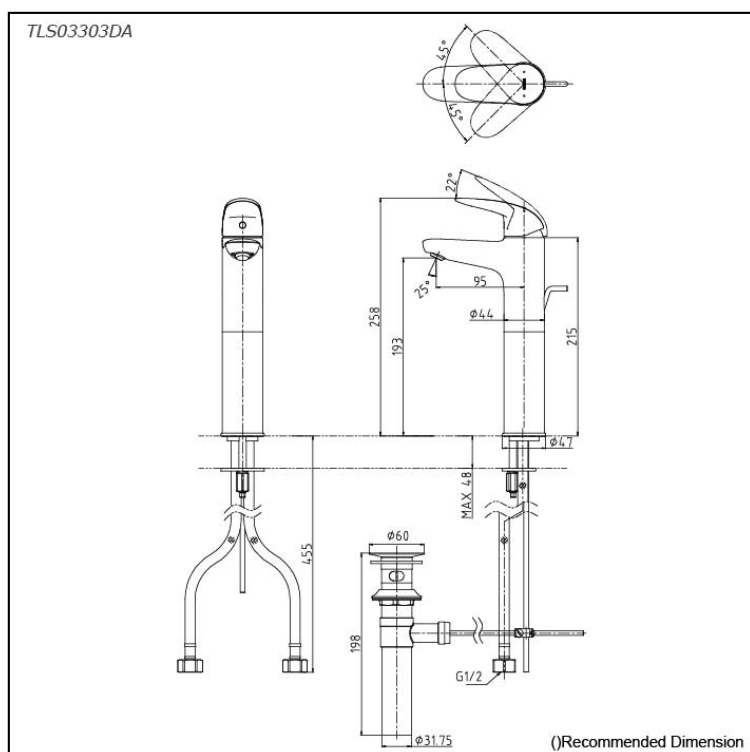 TLS03303DA
45°
45°
22°
25°
95
ϕ44
258
193
215
ϕ47
MAX 48
455
ϕ60
198
G1/2
ϕ31.75
()Recommended Dimension